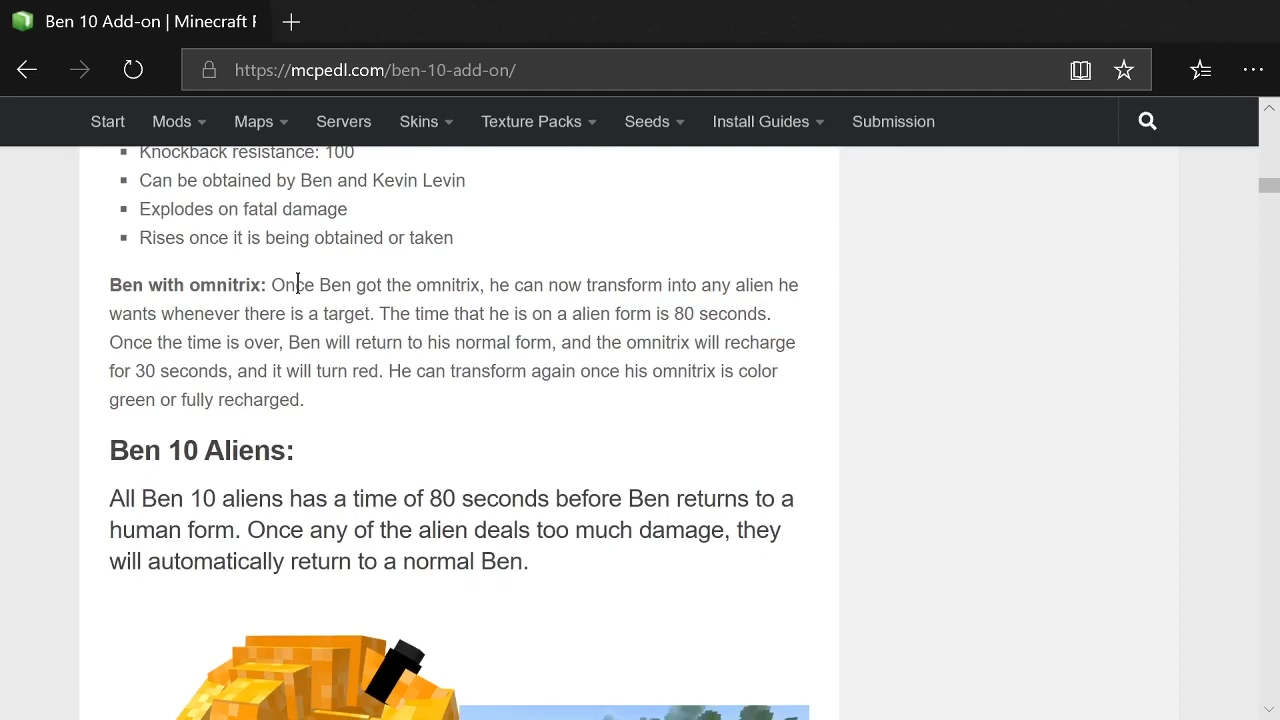 Ben 10 Add-on | Minecraft F
https://mcpedl.com/ben-10-add-on/
Start Mods Maps Servers Skins Texture Packs Seeds Install Guides Submission
Knockback resistance: 100
Can be obtained by Ben and Kevin Levin
Explodes on fatal damage
Rises once it is being obtained or taken
Ben with omnitrix: Once Ben got the omnitrix, he can now transform into any alien he
wants whenever there is a target. The time that he is on a alien form is 80 seconds.
Once the time is over, Ben will return to his normal form, and the omnitrix will recharge
for 30 seconds, and it will turn red. He can transform again once his omnitrix is color
green or fully recharged.
Ben 10 Aliens:
All Ben 10 aliens has a time of 80 seconds before Ben returns to a
human form. Once any of the alien deals too much damage, they
will automatically return to a normal Ben.